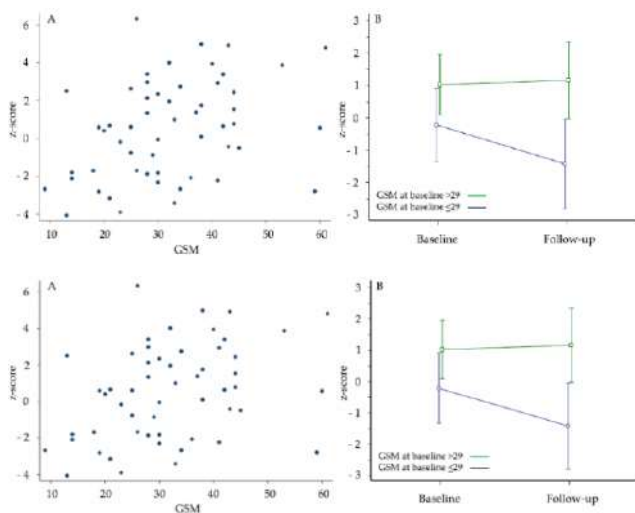 A
6
4
2
0
- 2
- 4
z-score
10 20 30 40 50 60
GSM
B
3
2
1
0
- 1
- 2
- 3
z-score
GSM at baseline >29
GSM at baseline ≤29
Baseline Follow-up
A
6
4
2
0
- 2
- 4
z-score
10 20 30 40 50 60
GSM
B
3
2
1
0
- 1
- 2
- 3
z-score
GSM at baseline >29
GSM at baseline ≤29
Baseline Follow-up